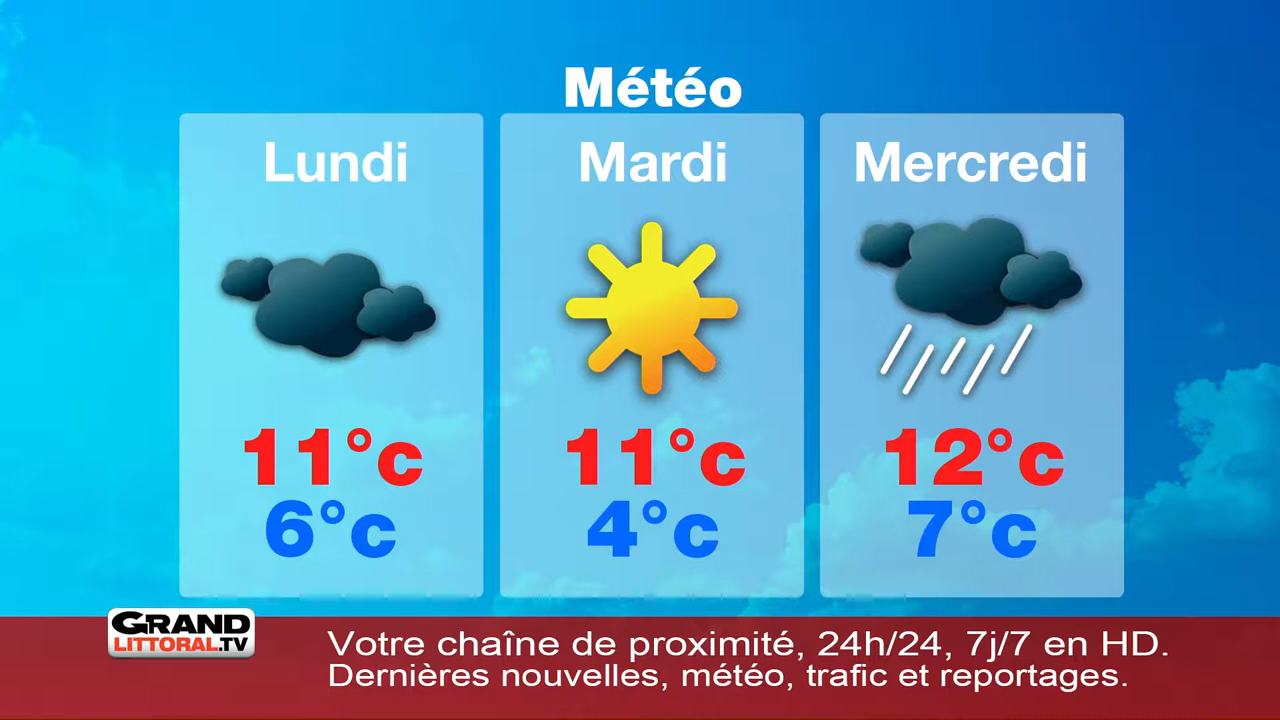 Météo
Lundi
11°c
6°c
Mardi
11°c
4°c
Mercredi
12°c
7°c
GRAND
LITTORAL.TV
Votre chaîne de proximité, 24h/24, 7j/7 en HD.
Dernières nouvelles, météo, trafic et reportages.